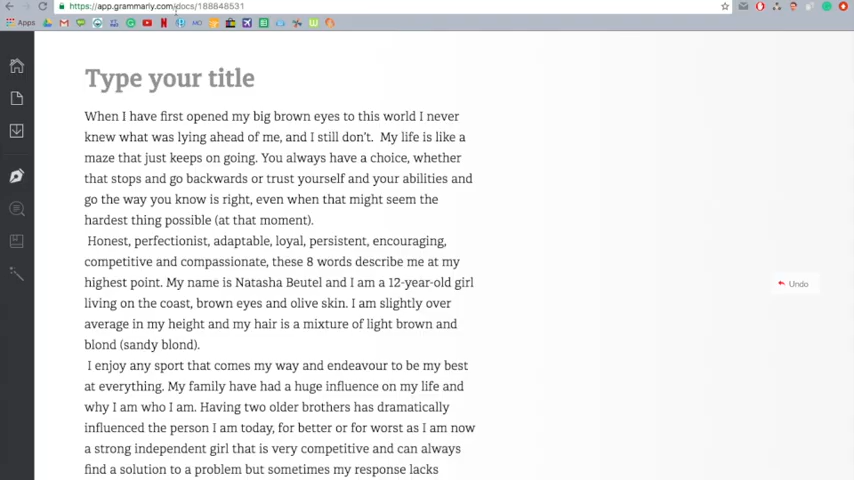 https://app.grammarly.com/docs/188848531
Apps
Type your title
When I have first opened my big brown eyes to this world I never
knew what was lying ahead of me, and I still don't.  My life is like a
maze that just keeps on going. You always have a choice, whether
that stops and go backwards or trust yourself and your abilities and
go the way you know is right, even when that might seem the
hardest thing possible (at that moment).
Honest, perfectionist, adaptable, loyal, persistent, encouraging,
competitive and compassionate, these 8 words describe me at my
highest point. My name is Natasha Beutel and I am a 12-year-old girl
living on the coast, brown eyes and olive skin. I am slightly over
average in my height and my hair is a mixture of light brown and
blond (sandy blond).
Undo
I enjoy any sport that comes my way and endeavour to be my best
at everything. My family have had a huge influence on my life and
why I am who I am. Having two older brothers has dramatically
influenced the person I am today, for better or for worst as I am now
a strong independent girl that is very competitive and can always
find a solution to a problem but sometimes my response lacks